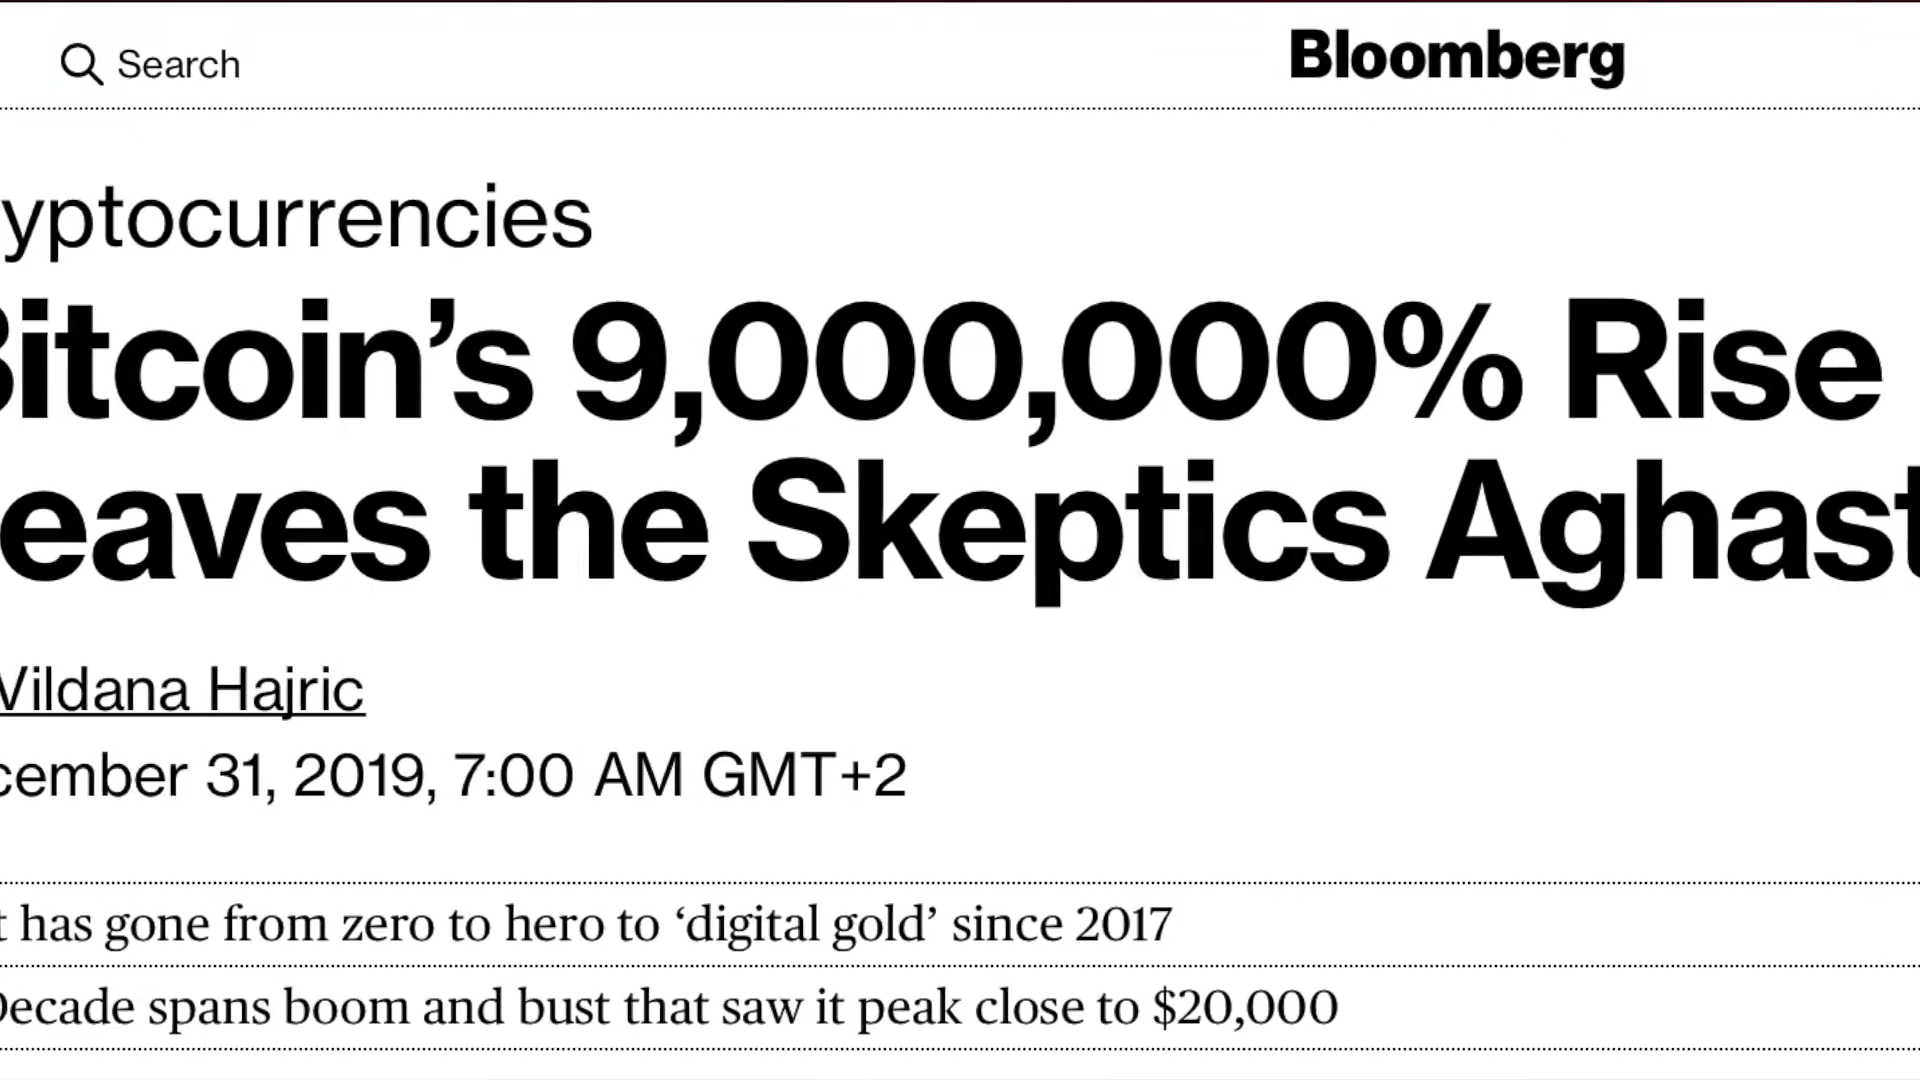 Search
Bloomberg
yptocurrencies
Bitcoin’s 9,000,000% Rise
eaves the Skeptics Aghast
Vildana Hajric
cember 31, 2019, 7:00 AM GMT+2
t has gone from zero to hero to ‘digital gold’ since 2017
Decade spans boom and bust that saw it peak close to $20,000